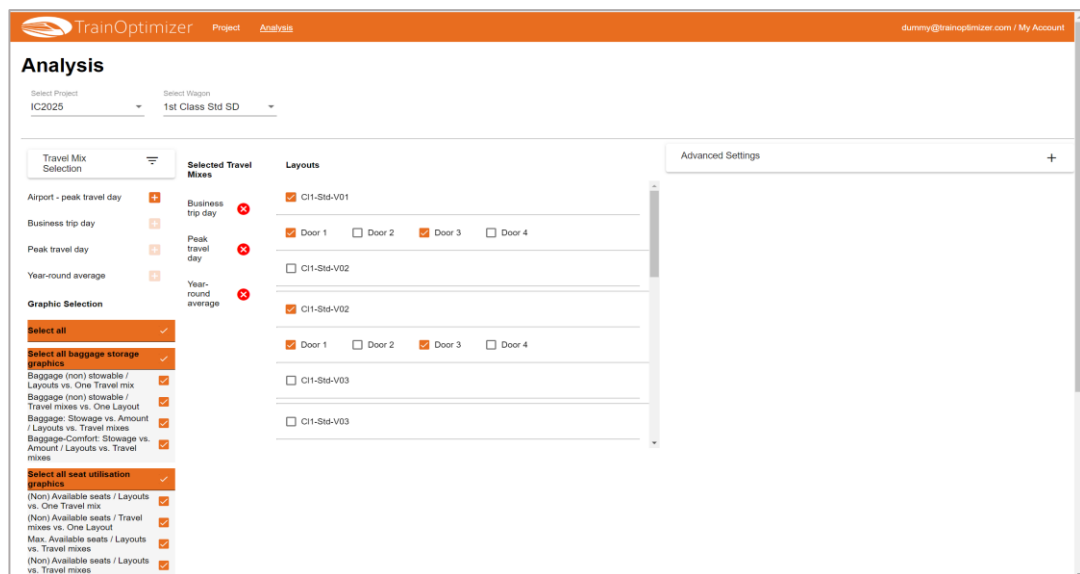 TrainOptimizer
Project
Analysis
dummy@trainoptimizer.com / My Account
Analysis
Select Project
IC2025
Select Wagon
1st Class Std SD
Travel Mix
Selection
Airport - peak travel day
Business trip day
Peak travel day
Year-round average
Graphic Selection
Select all
Select all baggage storage
graphics
Baggage (non) stowable /
Layouts vs. One Travel mix
Baggage (non) stowable /
Travel mixes vs. One Layout
Baggage: Stowage vs. Amount
/ Layouts vs. Travel mixes
Baggage-Comfort: Stowage vs.
Amount / Layouts vs. Travel
mixes
Select all seat utilisation
graphics
(Non) Available seats / Layouts
vs. One Travel mix
(Non) Available seats / Travel
mixes vs. One Layout
Max. Available seats / Layouts
vs. Travel mixes
(Non) Available seats / Layouts
vs. Travel mixes
Selected Travel
Mixes
Business
trip day
Peak
travel
day
Year-
round
average
Layouts
Cl1-Std-V01
Door 1 Door 2 Door 3 Door 4
Cl1-Std-V02
Cl1-Std-V02
Door 1 Door 2 Door 3 Door 4
Cl1-Std-V03
Cl1-Std-V03
Advanced Settings